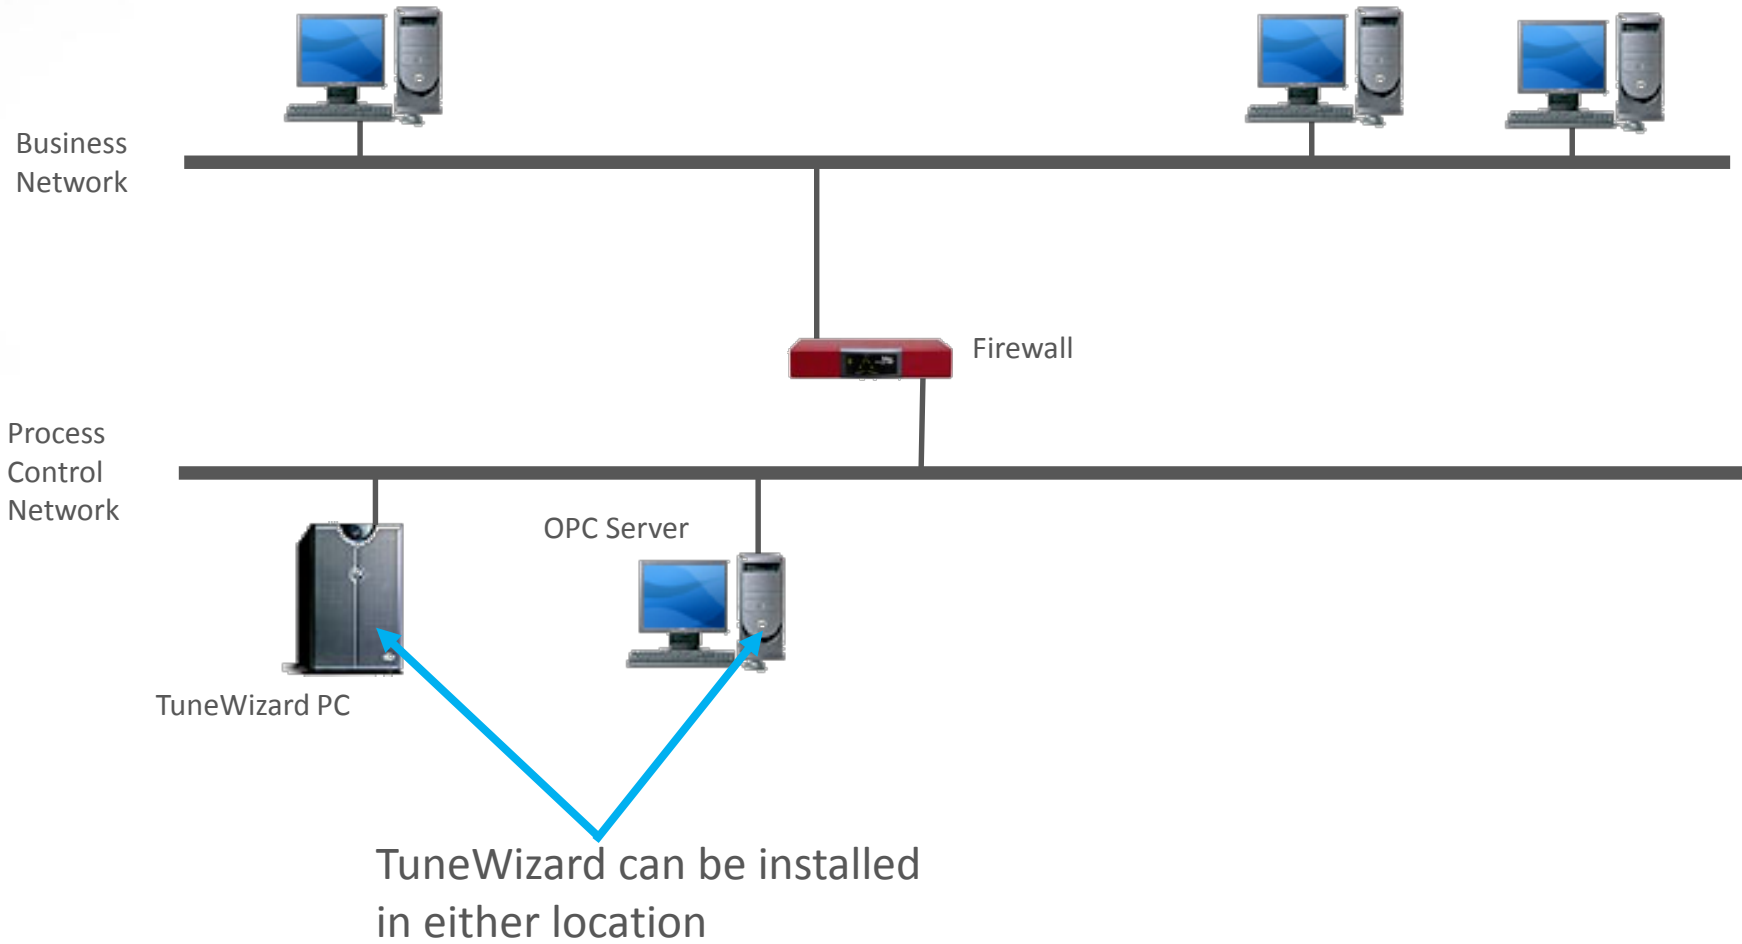 Business
Network
Firewall
Process
Control
Network
OPC Server
TuneWizard PC
TuneWizard can be installed
in either location